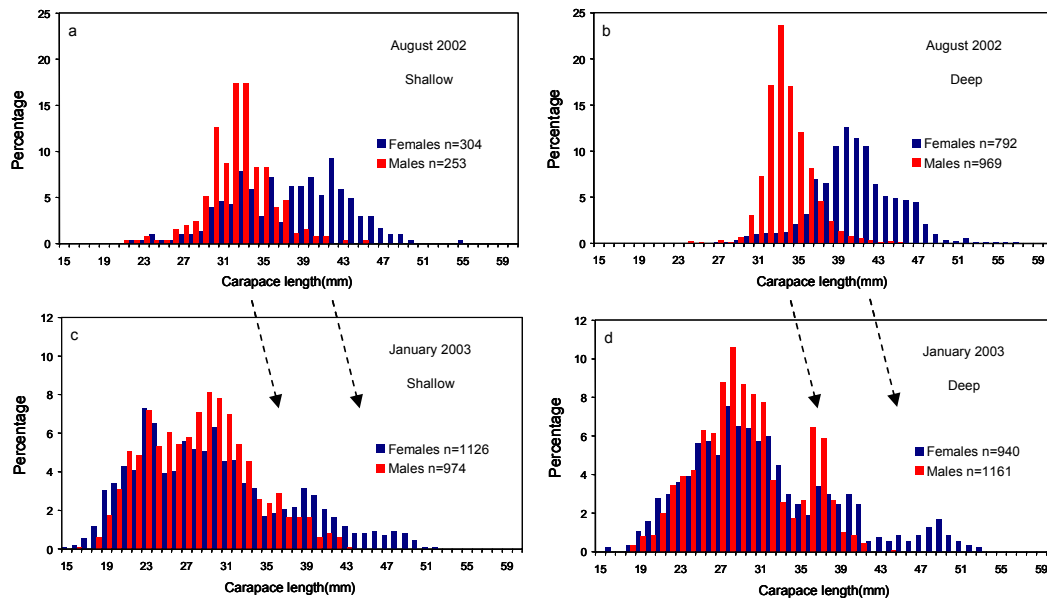 a
August 2002
Shallow
Females n=304
Males n=253
Percentage
25
20
15
10
5
0
15 19 23 27 31 35 39 43 47 51 55 59
Carapace length(mm)
b
August 2002
Deep
Females n=792
Males n=969
Percentage
25
20
15
10
5
0
15 19 23 27 31 35 39 43 47 51 55 59
Carapace length(mm)
c
January 2003
Shallow
Females n=1126
Males n=974
Percentage
12
10
8
6
4
2
0
15 19 23 27 31 35 39 43 47 51 55 59
Carapace length(mm)
d
January 2003
Deep
Females n=940
Males n=1161
Percentage
12
10
8
6
4
2
0
15 19 23 27 31 35 39 43 47 51 55 59
Carapace length(mm)